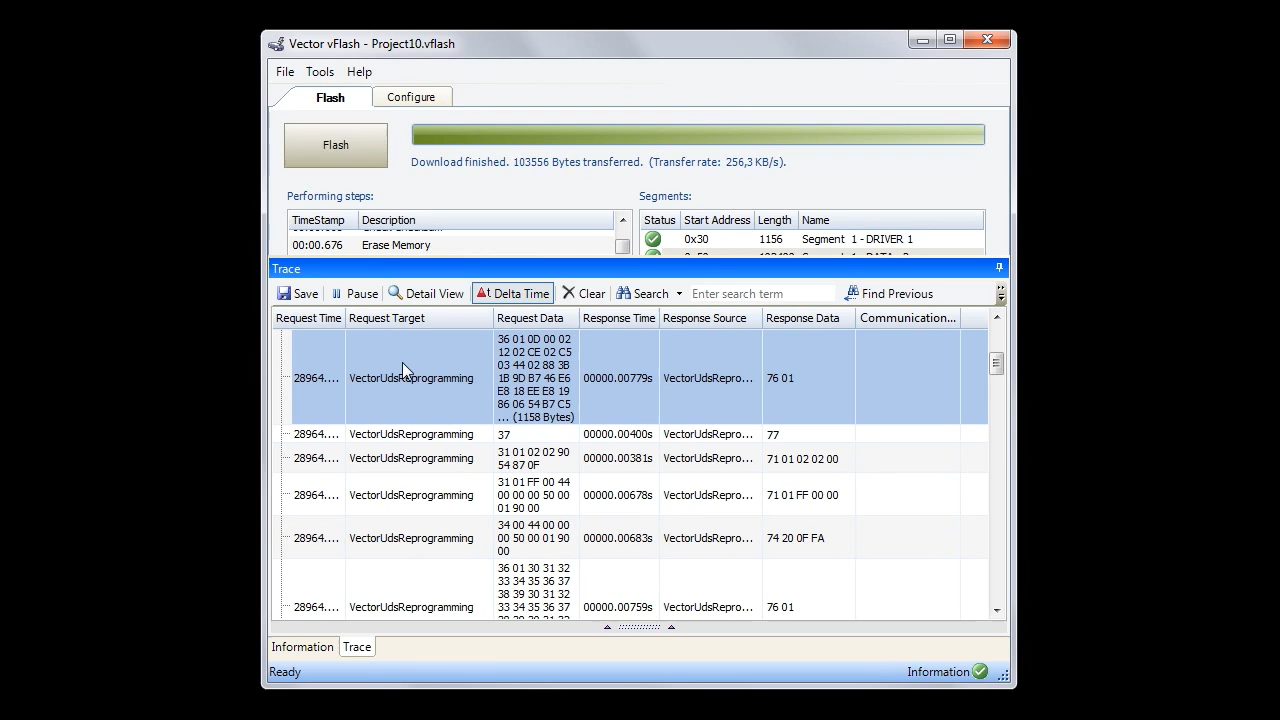 Vector vFlash - Project10.vflash
File Tools Help
Flash Configure
Flash
Download finished. 103556 Bytes transferred. (Transfer rate: 256,3 KB/s).
Performing steps:
Segments:
TimeStamp Description
Status Start Address Length Name
00:00.676 Erase Memory
0x30 1156 Segment 1 - DRIVER 1
Trace
Save Pause Detail View Delta Time Clear Search Enter search term Find Previous
Request Time Request Target Request Data Response Time Response Source Response Data Communication...
36 01 0D 00 02
12 02 CE 02 C5
03 44 02 88 3B
1B 9D B7 46 E6
E8 18 EE E8 19
86 06 54 B7 C5
... (1158 Bytes)
28964.... VectorUdsReprogramming 00000.00779s VectorUdsRepro... 76 01
28964.... VectorUdsReprogramming 37 00000.00400s VectorUdsRepro... 77
31 01 02 02 90
54 87 0F
28964.... VectorUdsReprogramming 00000.00381s VectorUdsRepro... 71 01 02 02 00
31 01 FF 00 44
00 00 00 50 00
01 90 00
28964.... VectorUdsReprogramming 00000.00678s VectorUdsRepro... 71 01 FF 00 00
34 00 44 00 00
00 50 00 01 90
00
28964.... VectorUdsReprogramming 00000.00683s VectorUdsRepro... 74 20 0F FA
36 01 30 31 32
33 34 35 36 37
38 39 30 31 32
33 34 35 36 37
28964.... VectorUdsReprogramming 00000.00759s VectorUdsRepro... 76 01
Information Trace
Ready
Information